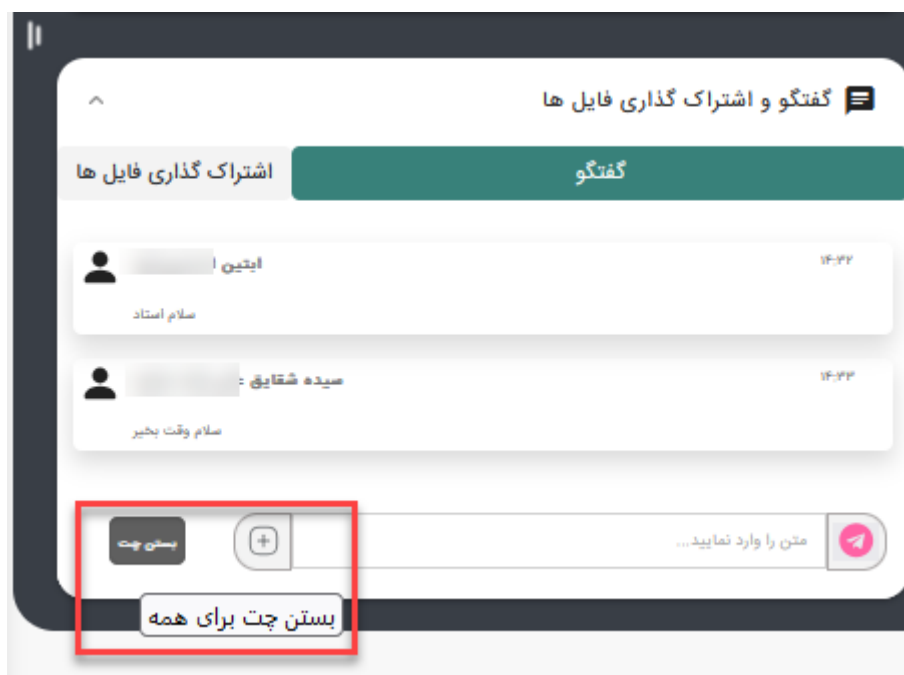 گفتگو و اشتراک گذاری فایل ها
گفتگو
اشتراک گذاری فایل ها
ابتین
۱۴:۳۲
سلام استاد
سیده شقایق
۱۴:۳۳
سلام وقت بخیر
متن را وارد نمایید...
بستن چت
بستن چت برای همه